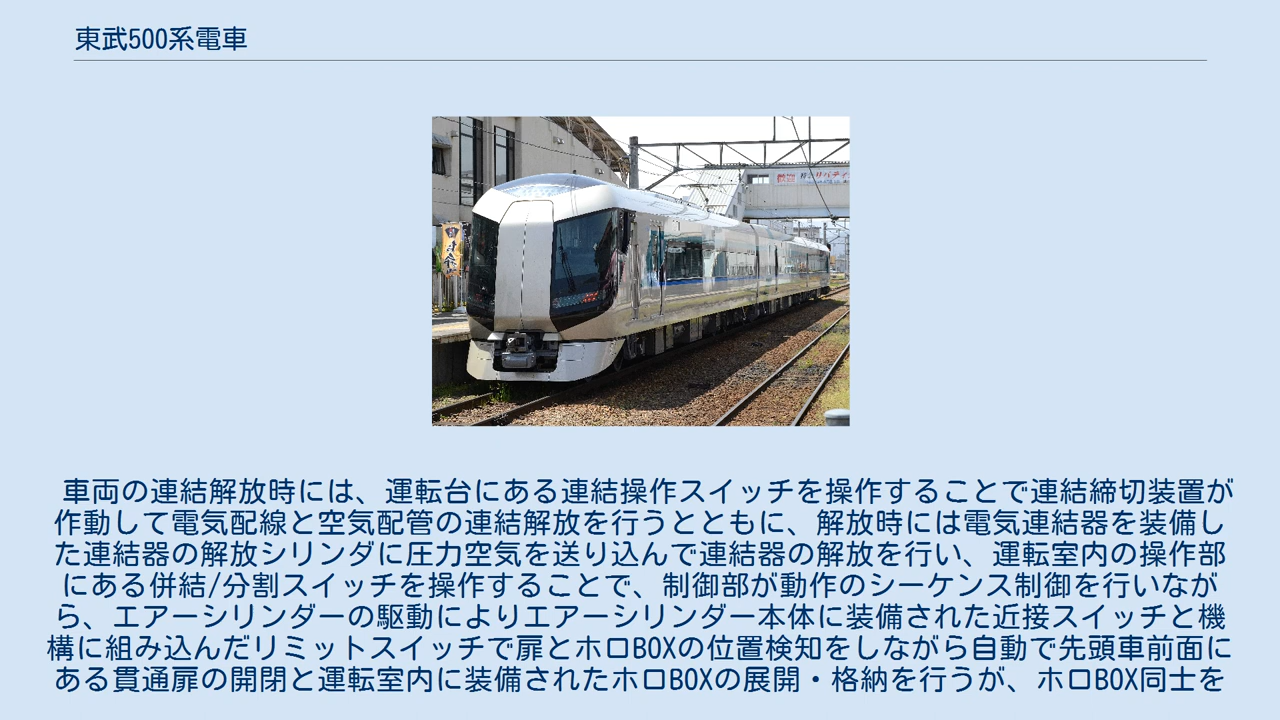 東武500系電車
車両の連結解放時には、運転台にある連結操作スイッチを操作することで連結締切装置が
作動して電気配線と空気配管の連結解放を行うとともに、解放時には電気連結器を装備し
た連結器の解放シリンダに圧力空気を送り込んで連結器の解放を行い、運転室内の操作部
にある併結/分割スイッチを操作することで、制御部が動作のシーケンス制御を行いなが
ら、エアーシリンダーの駆動によりエアーシリンダー本体に装備された近接スイッチと機
構に組み込んだリミットスイッチで扉とホロBOXの位置検知をしながら自動で先頭車前面に
ある貫通扉の開閉と運転室内に装備されたホロBOXの展開・格納を行うが、ホロBOX同士を